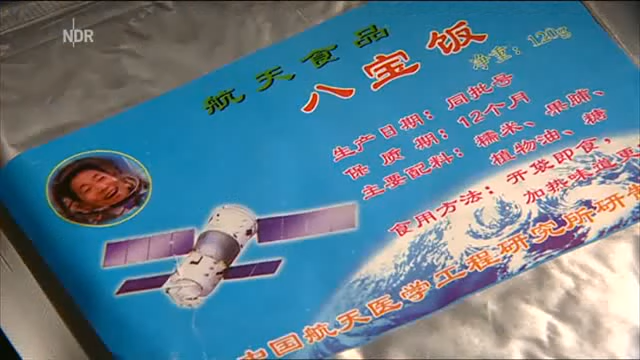 NDR
航天食品
八宝饭
净重：120g
生产日期：同批号
保 质 期：12个月
主要配料：糯米、果脯、
植物油、糖
食用方法：开袋即食，
加热味道更
中国航天医学工程研究所研